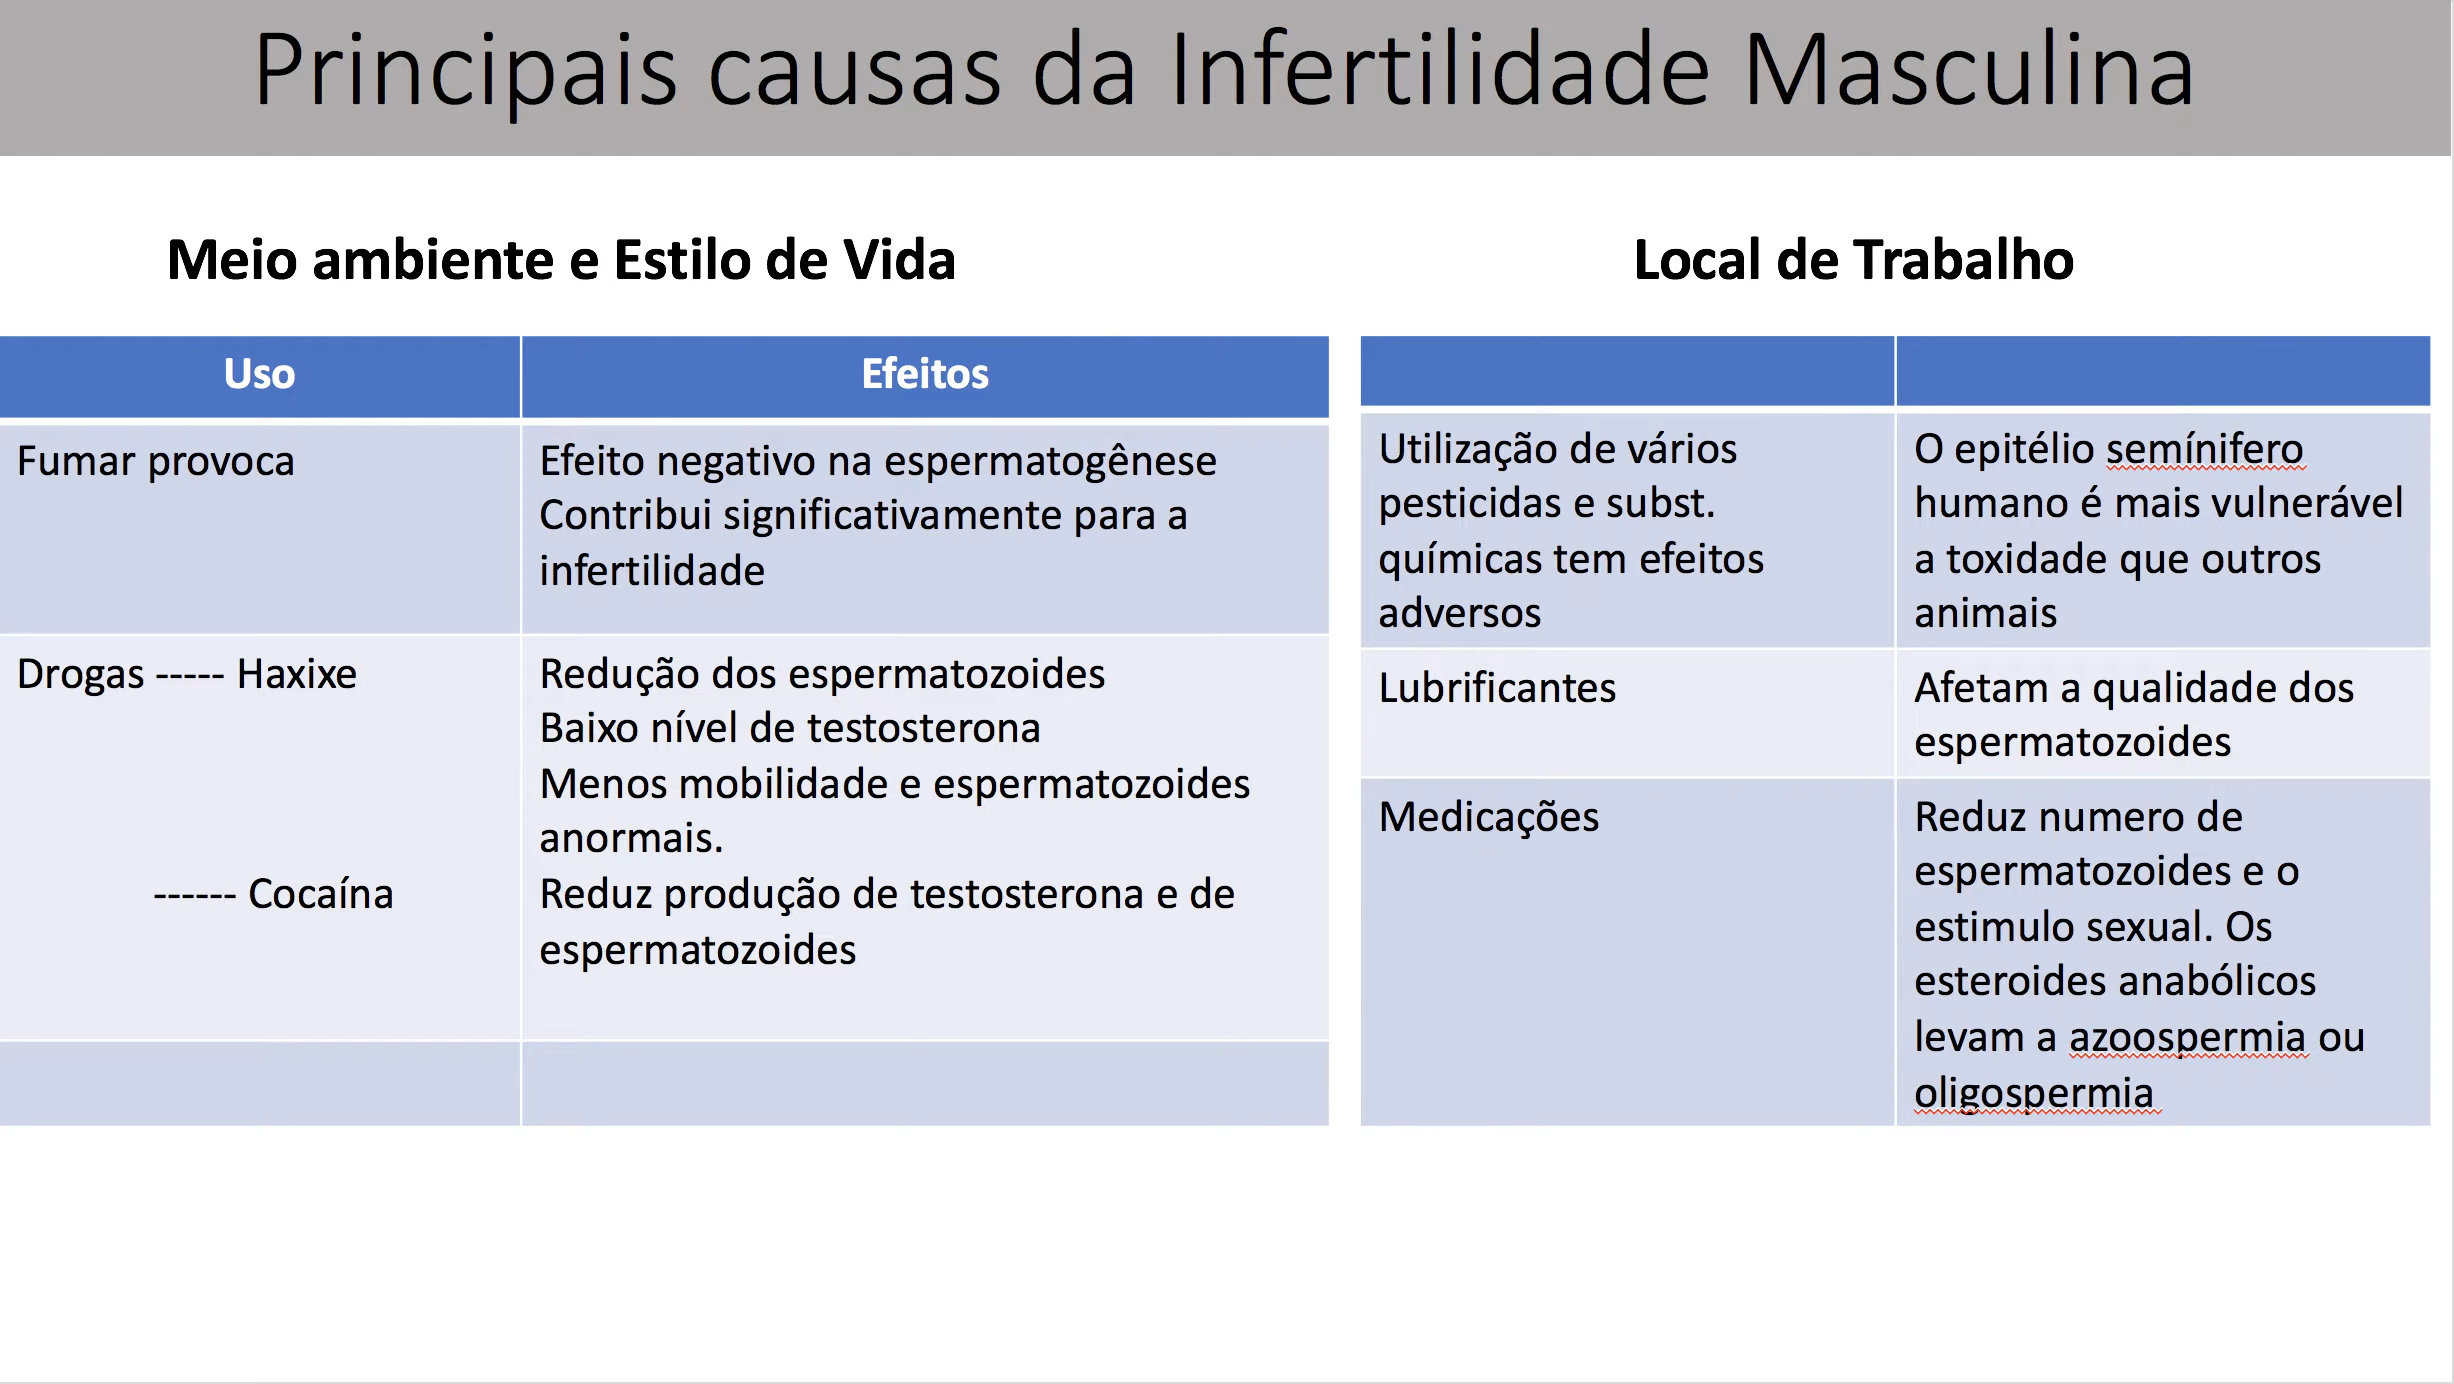 Principais causas da Infertilidade Masculina
Meio ambiente e Estilo de Vida
Uso
Efeitos
Fumar provoca
Efeito negativo na espermatogênese
Contribui significativamente para a
infertilidade
Drogas ----- Haxixe
Redução dos espermatozoides
Baixo nível de testosterona
Menos mobilidade e espermatozoides
anormais.
------ Cocaína
Reduz produção de testosterona e de
espermatozoides
Local de Trabalho
Utilização de vários
pesticidas e subst.
químicas tem efeitos
adversos
O epitélio semínifero
humano é mais vulnerável
a toxidade que outros
animais
Lubrificantes
Afetam a qualidade dos
espermatozoides
Medicações
Reduz numero de
espermatozoides e o
estimulo sexual. Os
esteroides anabólicos
levam a azoospermia ou
oligospermia